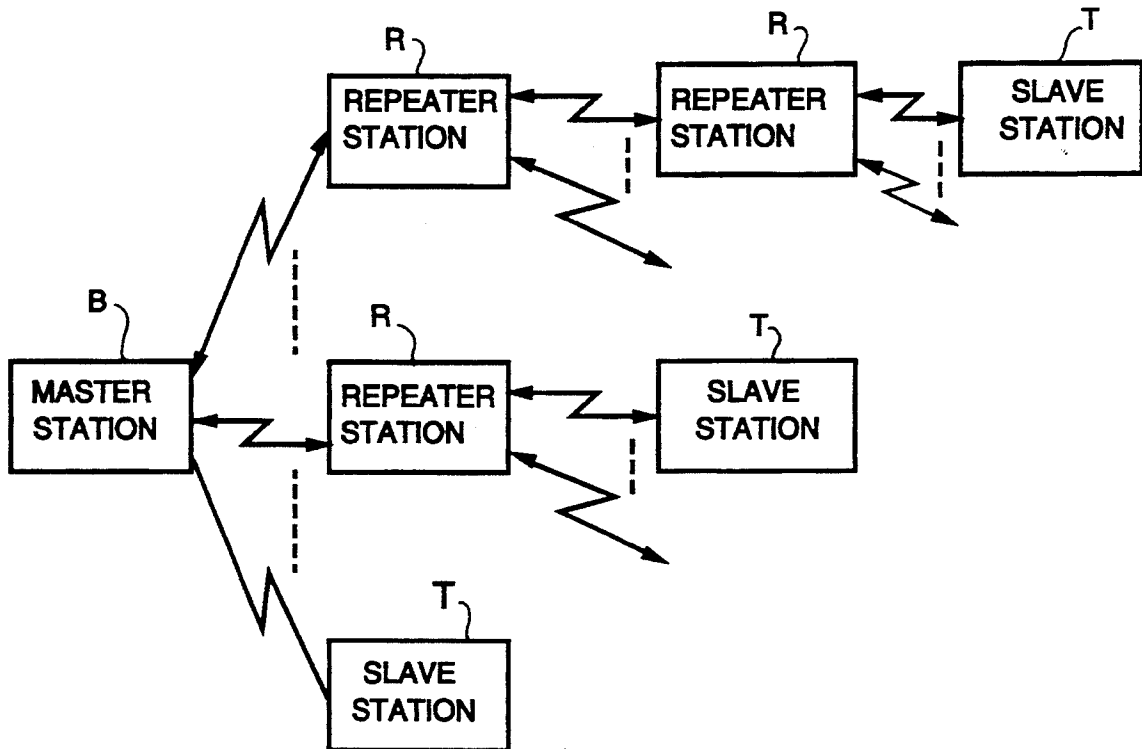 R
REPEATER
STATION
R
REPEATER
STATION
T
SLAVE
STATION
B
MASTER
STATION
R
REPEATER
STATION
T
SLAVE
STATION
T
SLAVE
STATION